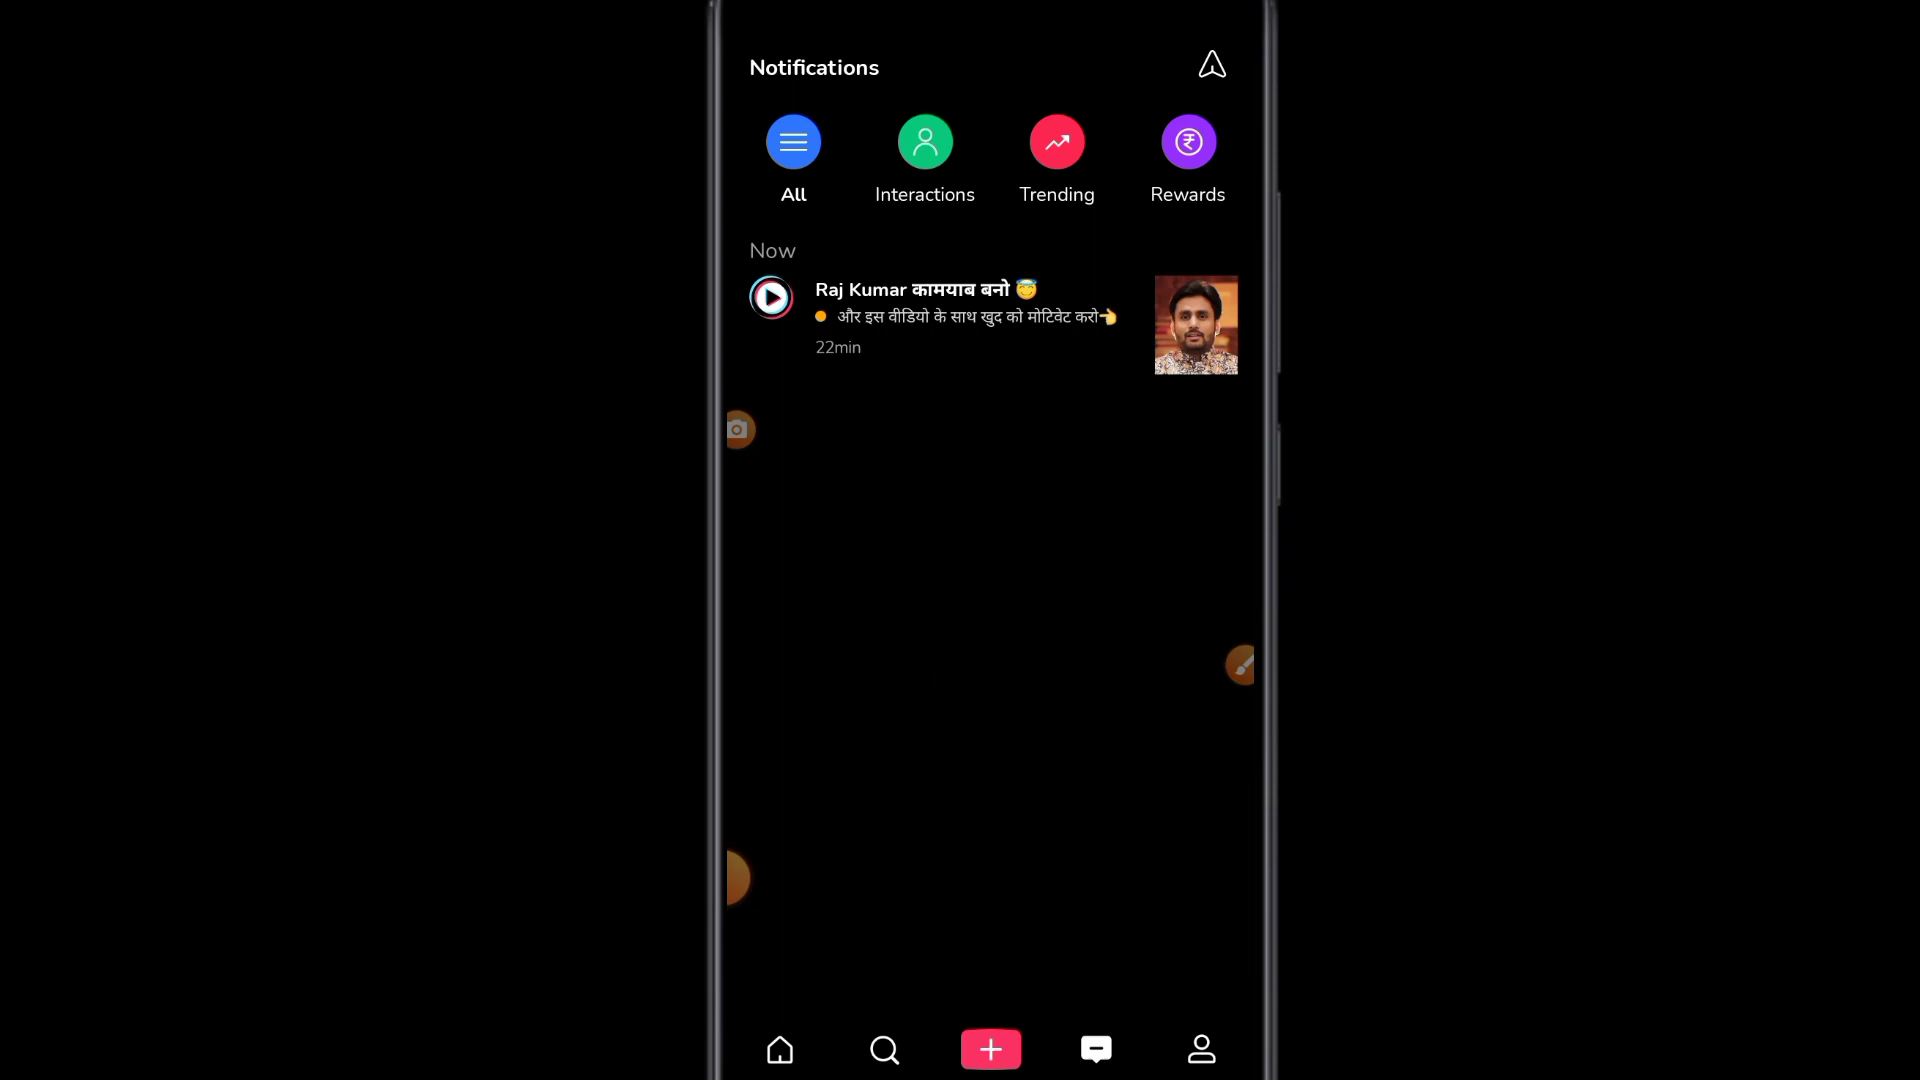 Notifications
All
Interactions
Trending
Rewards
Now
Raj Kumar कामयाब बनो 😇
और इस वीडियो के साथ खुद को मोटिवेट करो👈
22min